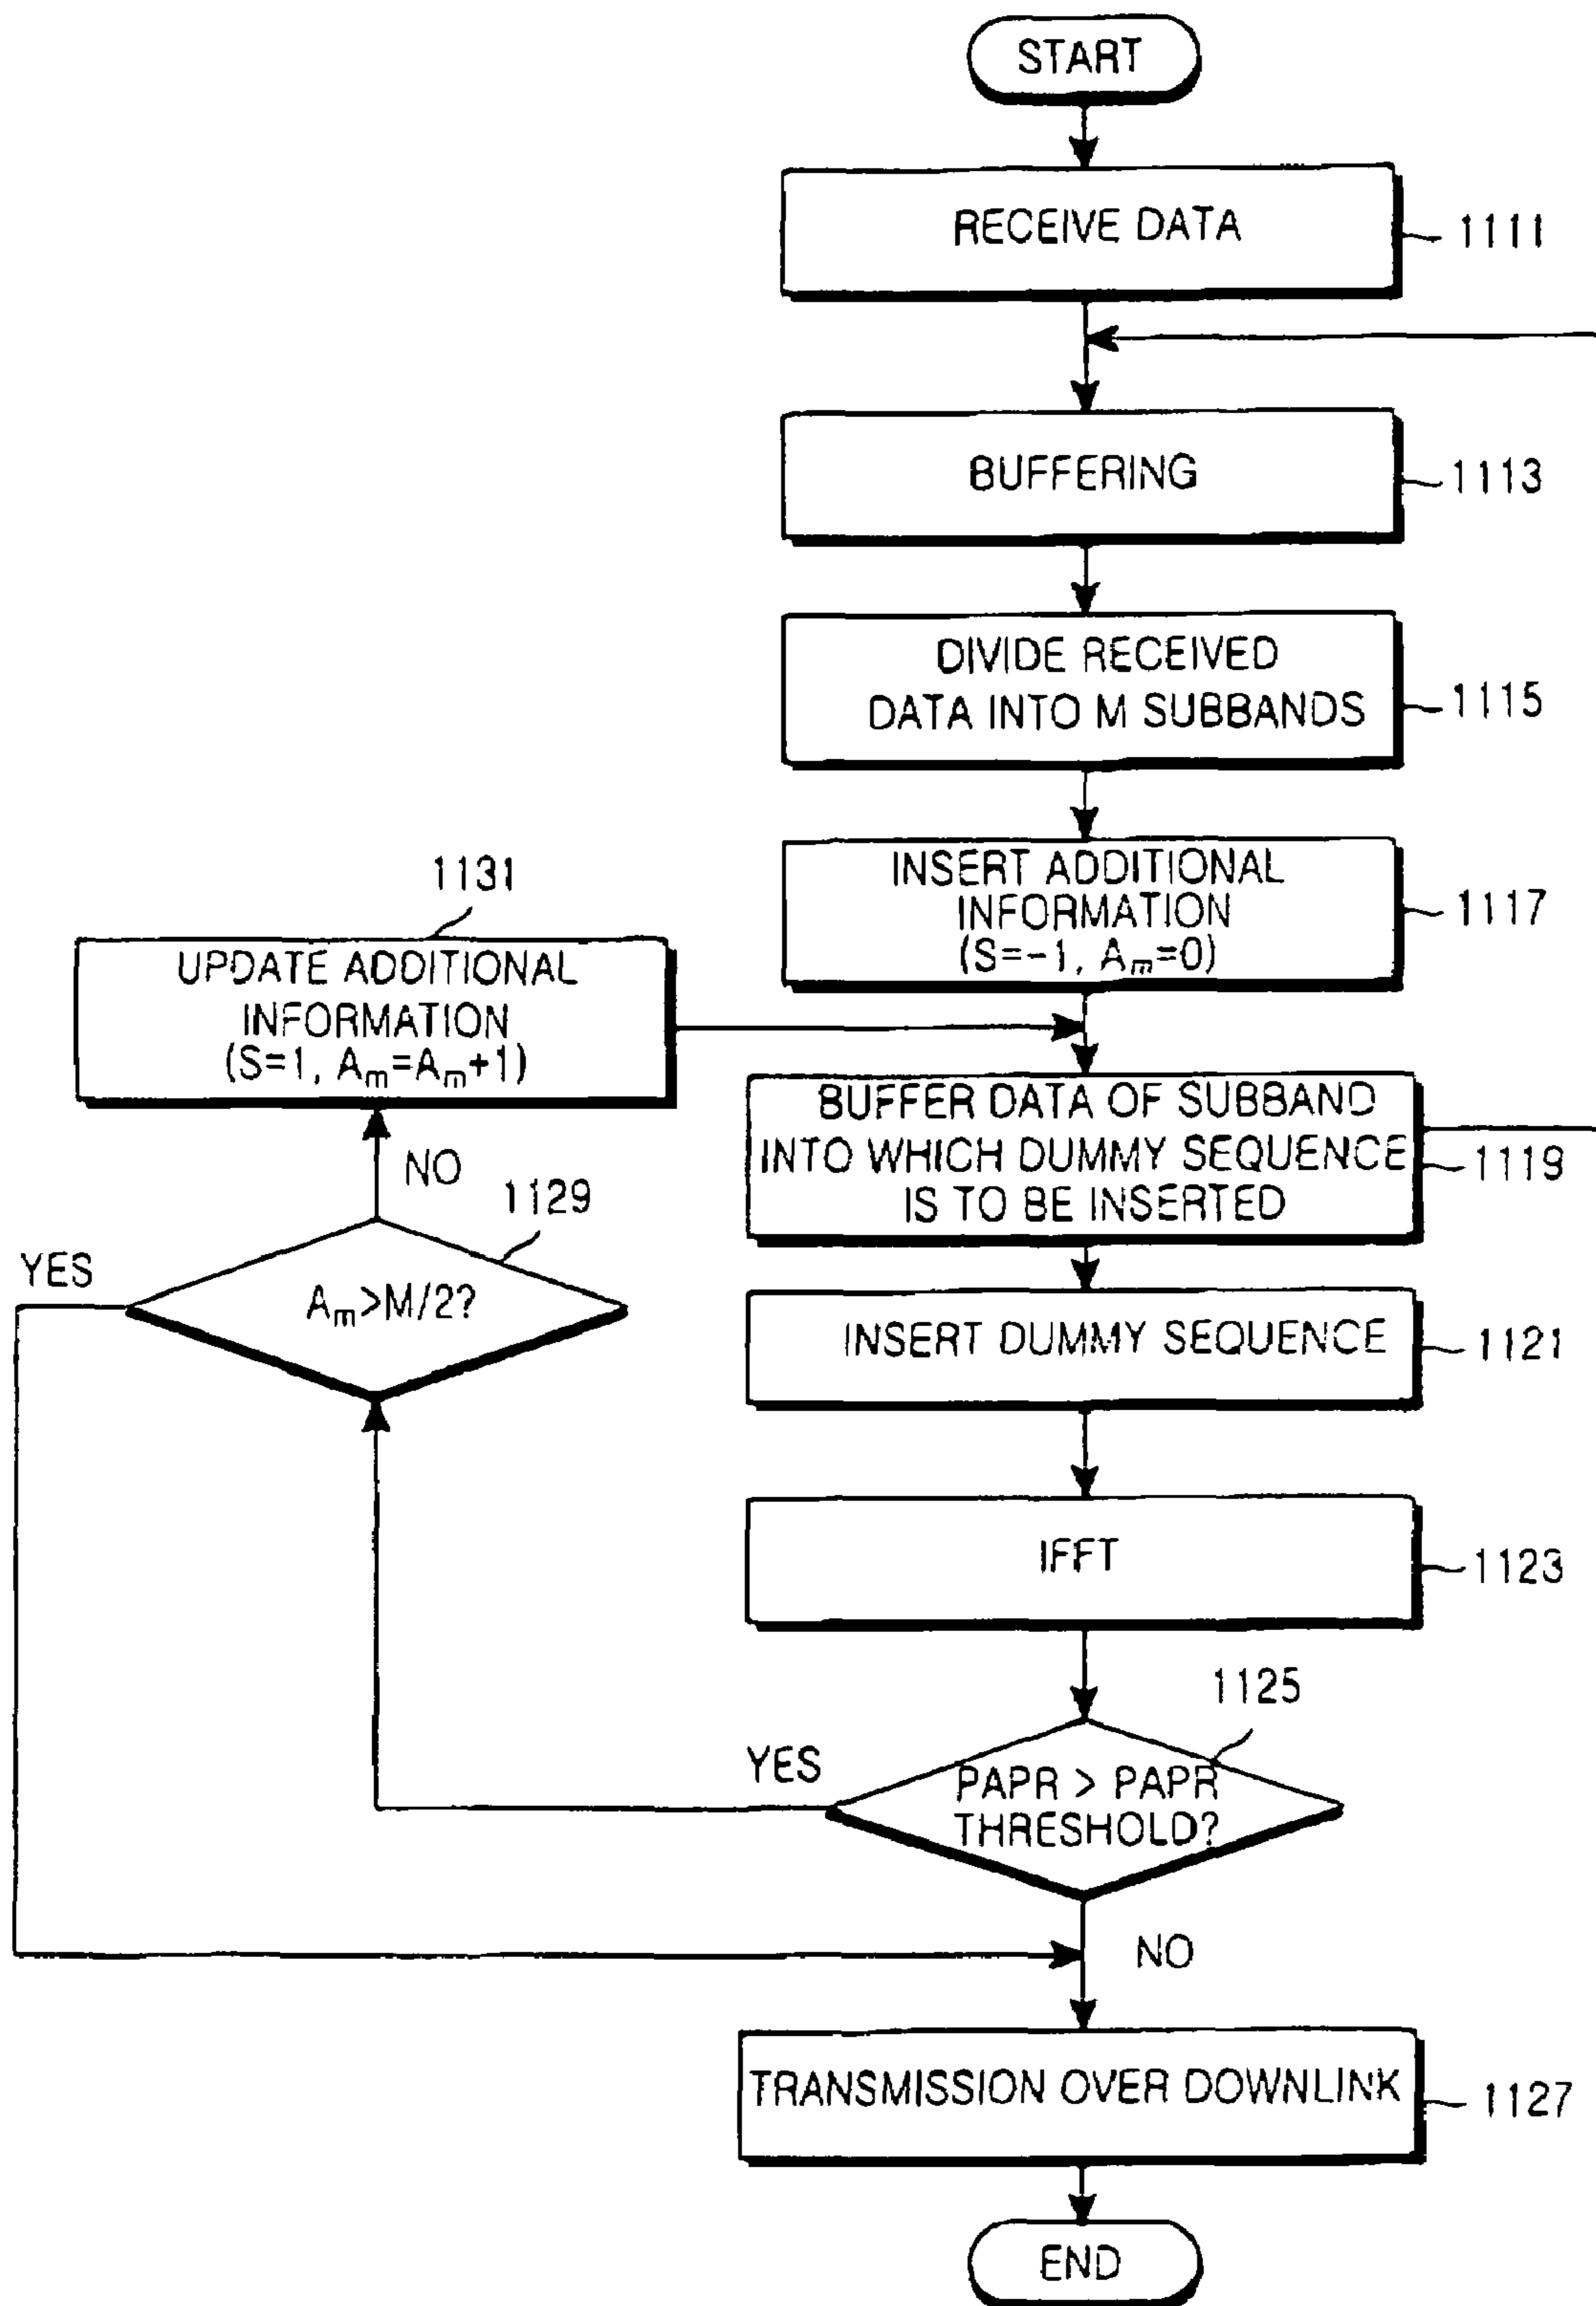 START
RECEIVE DATA
1111
BUFFERING
1113
DIVIDE RECEIVED
DATA INTO M SUBBANDS
1115
INSERT ADDITIONAL
INFORMATION
(S=-1, Aₘ=0)
1117
1131
UPDATE ADDITIONAL
INFORMATION
(S=1, Aₘ=Aₘ+1)
BUFFER DATA OF SUBBAND
INTO WHICH DUMMY SEQUENCE
IS TO BE INSERTED
1119
NO
1129
YES
Aₘ>M/2?
INSERT DUMMY SEQUENCE
1121
IFFT
1123
1125
YES
PAPR > PAPR
THRESHOLD?
NO
TRANSMISSION OVER DOWNLINK
1127
END